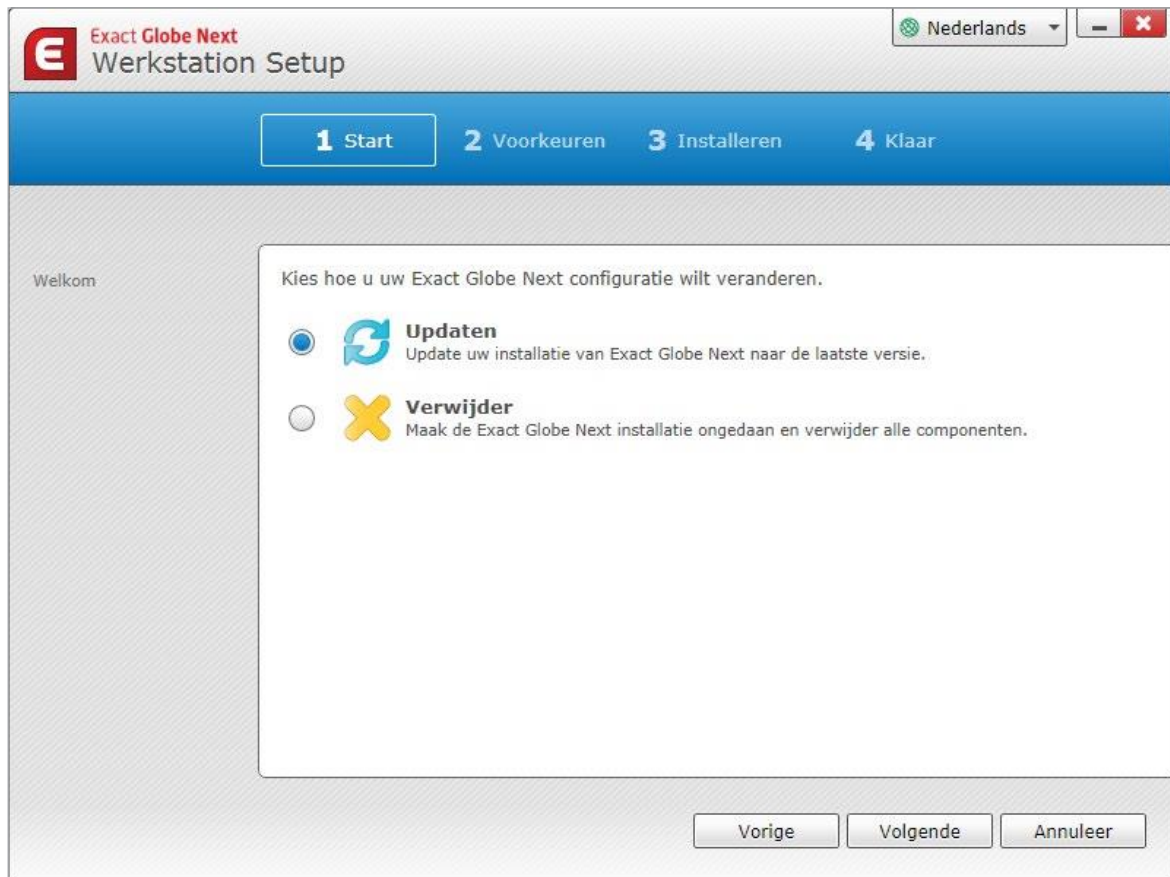 Exact Globe Next
Werkstation Setup
Nederlands
1 Start
2 Voorkeuren
3 Installeren
4 Klaar
Welkom
Kies hoe u uw Exact Globe Next configuratie wilt veranderen.
Updaten
Update uw installatie van Exact Globe Next naar de laatste versie.
Verwijder
Maak de Exact Globe Next installatie ongedaan en verwijder alle componenten.
Vorige
Volgende
Annuleer